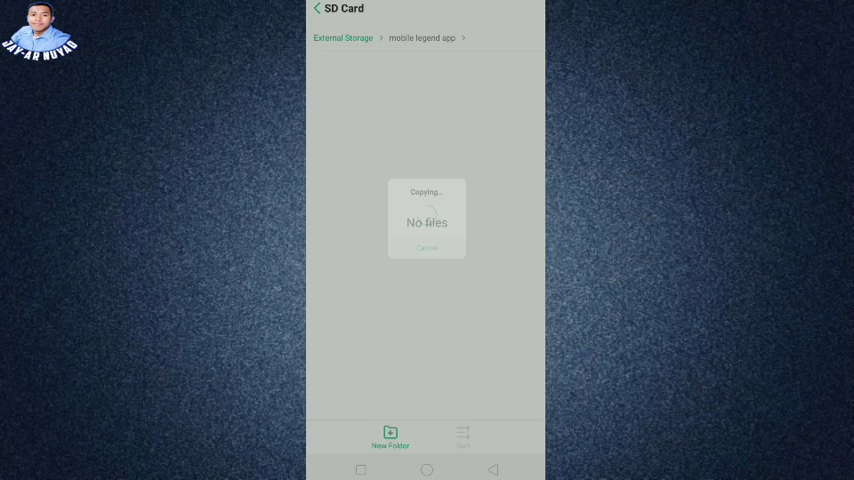 SD Card
JAY-AR NUYAD
External Storage > mobile legend app >
Copying...
No files
Cancel
New Folder
Sort